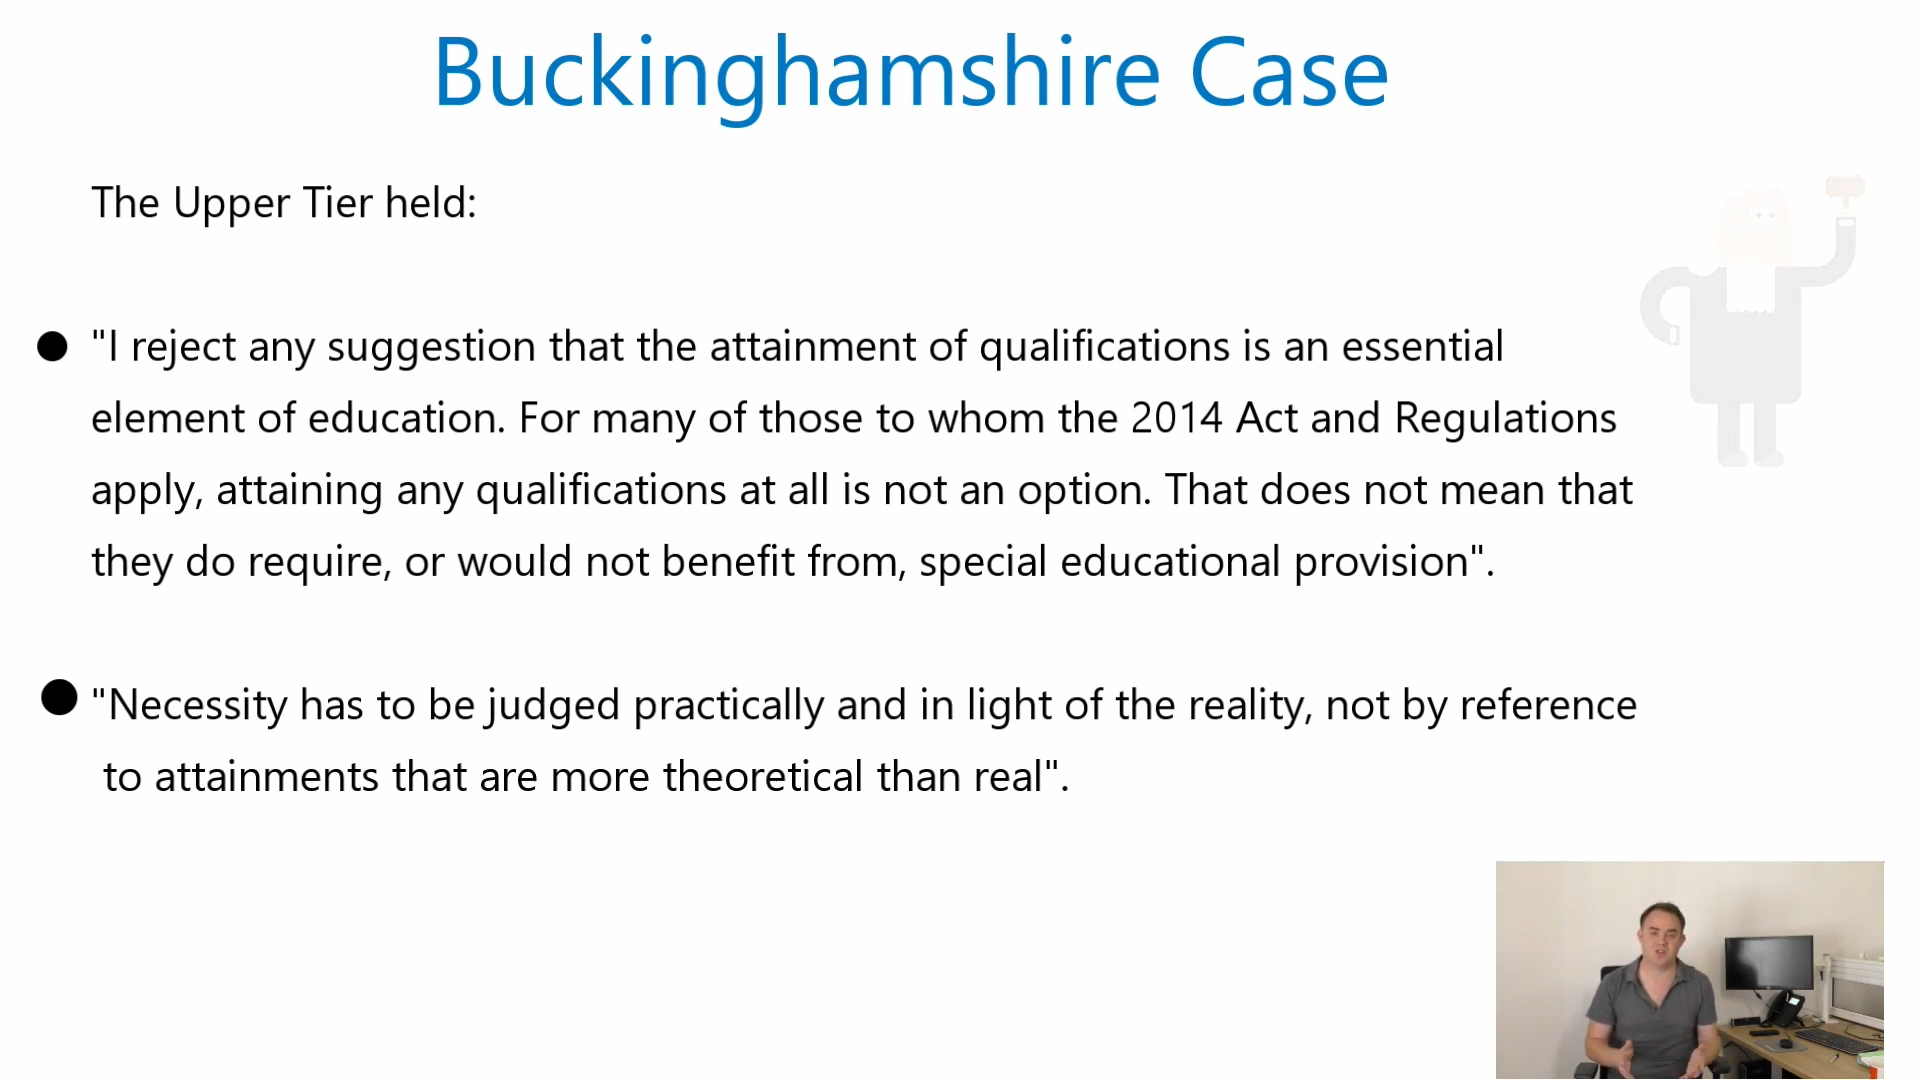 Buckinghamshire Case
The Upper Tier held:
"I reject any suggestion that the attainment of qualifications is an essential
element of education. For many of those to whom the 2014 Act and Regulations
apply, attaining any qualifications at all is not an option. That does not mean that
they do require, or would not benefit from, special educational provision".
"Necessity has to be judged practically and in light of the reality, not by reference
to attainments that are more theoretical than real".